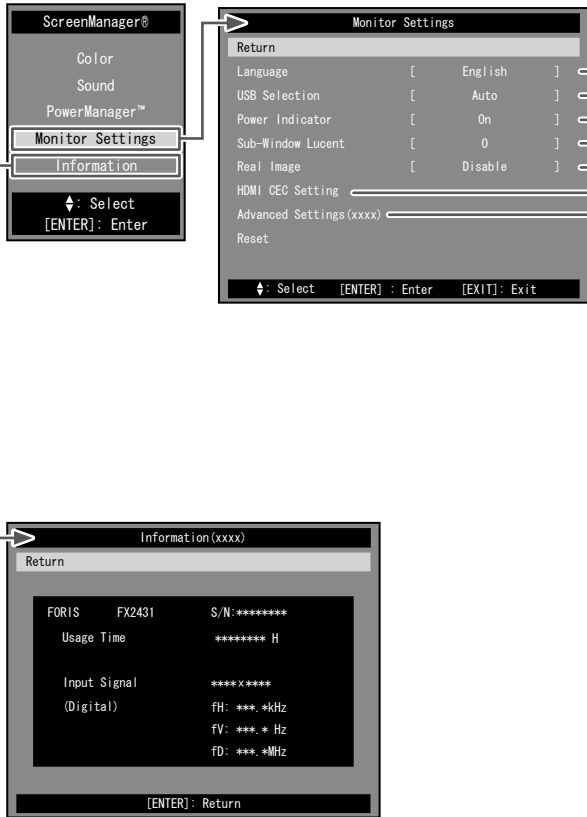 ScreenManager®
Color
Sound
PowerManager™
Monitor Settings
Information
: Select
[ENTER]: Enter
Monitor Settings
Return
Language [ English ]
USB Selection [ Auto ]
Power Indicator [ On ]
Sub-Window Lucent [ 0 ]
Real Image [ Disable ]
HDMI CEC Setting
Advanced Settings(xxxx)
Reset
: Select [ENTER] : Enter [EXIT]: Exit
Information(xxxx)
Return
FORIS FX2431 S/N:********
Usage Time ******** H
Input Signal ****×****
(Digital) fH: ***.*kHz
fV: ***.* Hz
fD: ***.*MHz
[ENTER]: Return